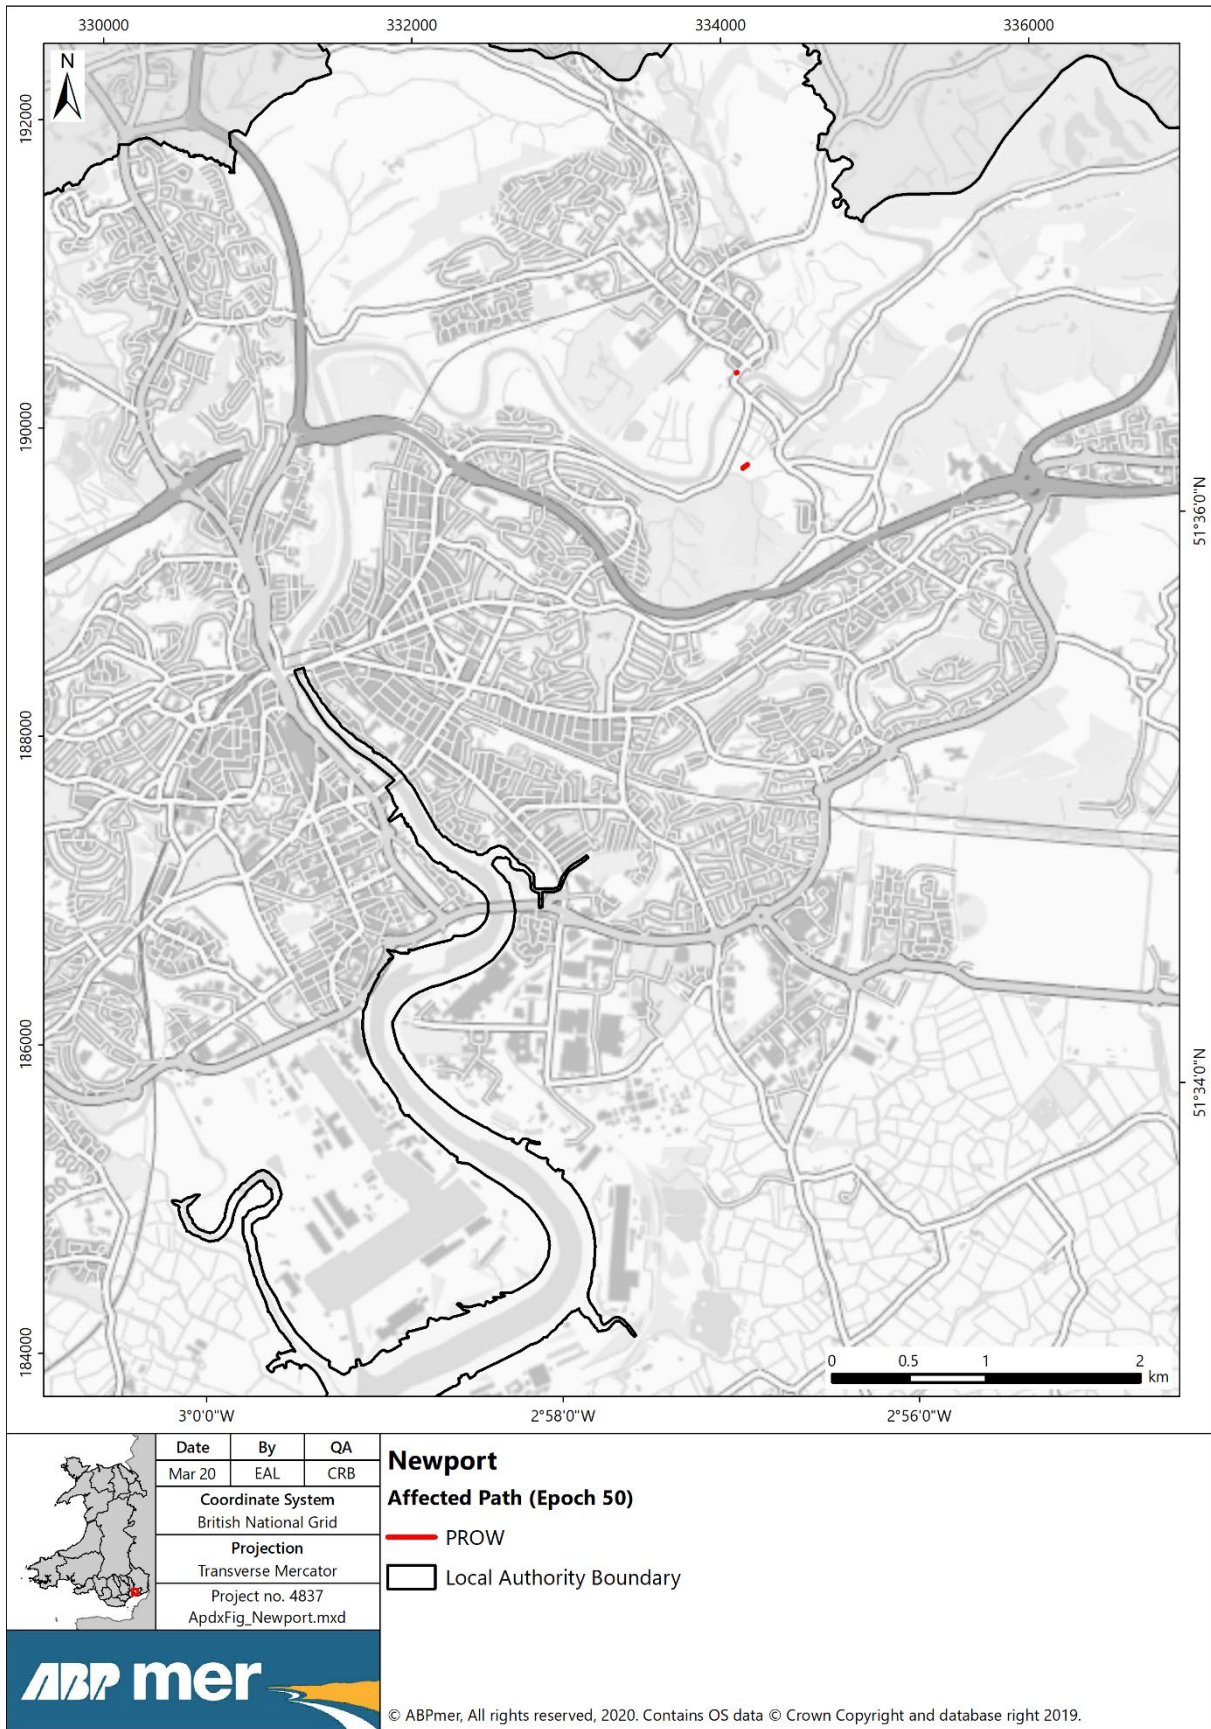 330000 332000 334000 336000
N
192000
190000
188000
186000
184000
51°36'0"N
51°34'0"N
0 0.5 1 2
km
3°0'0"W 2°58'0"W 2°56'0"W
Date By QA
Mar 20 EAL CRB
Coordinate System
British National Grid
Projection
Transverse Mercator
Project no. 4837
ApdxFig_Newport.mxd
ABP mer
Newport
Affected Path (Epoch 50)
PROW
Local Authority Boundary
© ABPmer, All rights reserved, 2020. Contains OS data © Crown Copyright and database right 2019.